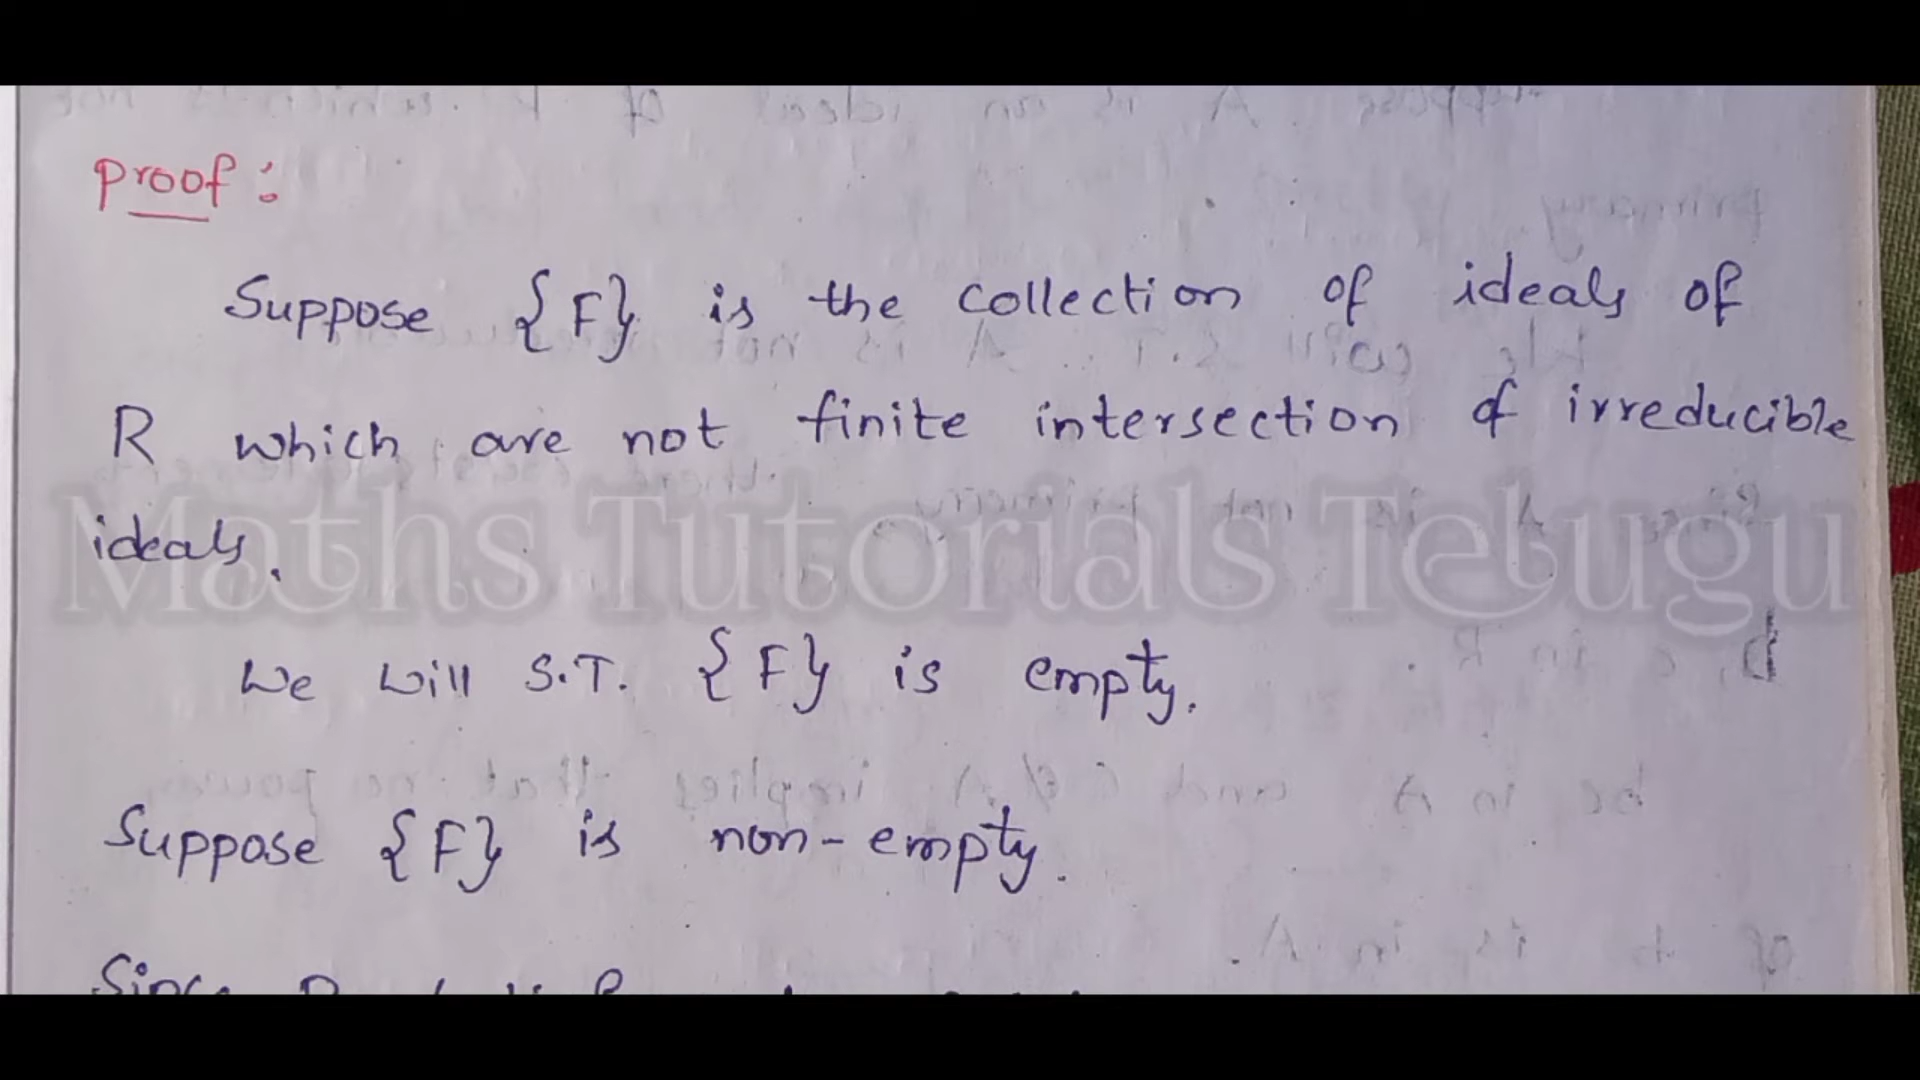 Proof :
Suppose {F} is the collection of ideals of
R which are not finite intersection of irreducible
ideals.
Maths Tutorials Telugu
We will S.T. {F} is empty.
Suppose {F} is non-empty.
Since